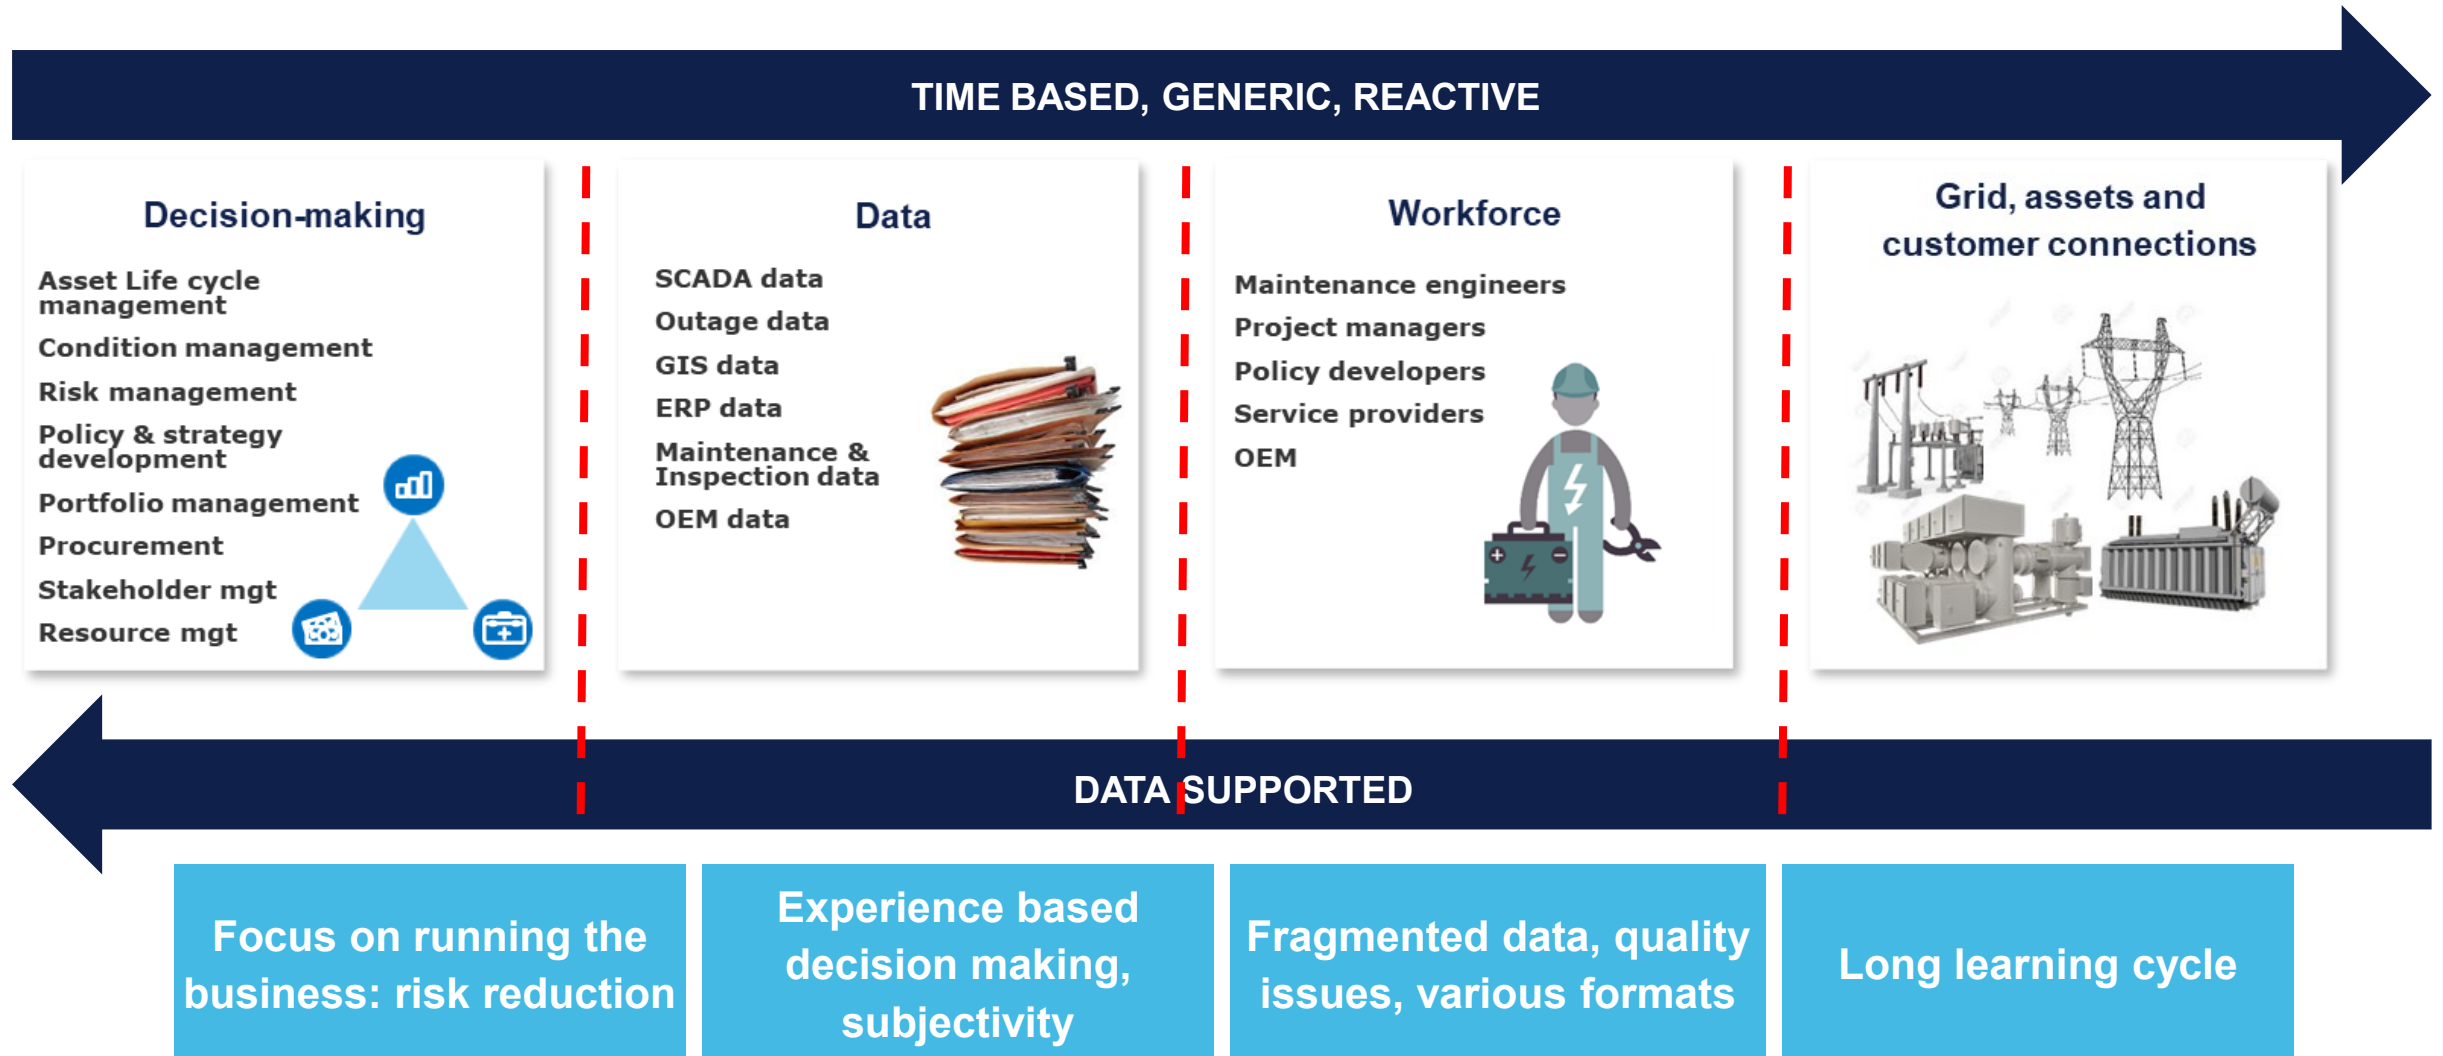 TIME BASED, GENERIC, REACTIVE
Decision-making
Asset Life cycle
management
Condition management
Risk management
Policy & strategy
development
Portfolio management
Procurement
Stakeholder mgt
Resource mgt
Data
SCADA data
Outage data
GIS data
ERP data
Maintenance &
Inspection data
OEM data
Workforce
Maintenance engineers
Project managers
Policy developers
Service providers
OEM
Grid, assets and
customer connections
DATA SUPPORTED
Focus on running the
business: risk reduction
Experience based
decision making,
subjectivity
Fragmented data, quality
issues, various formats
Long learning cycle